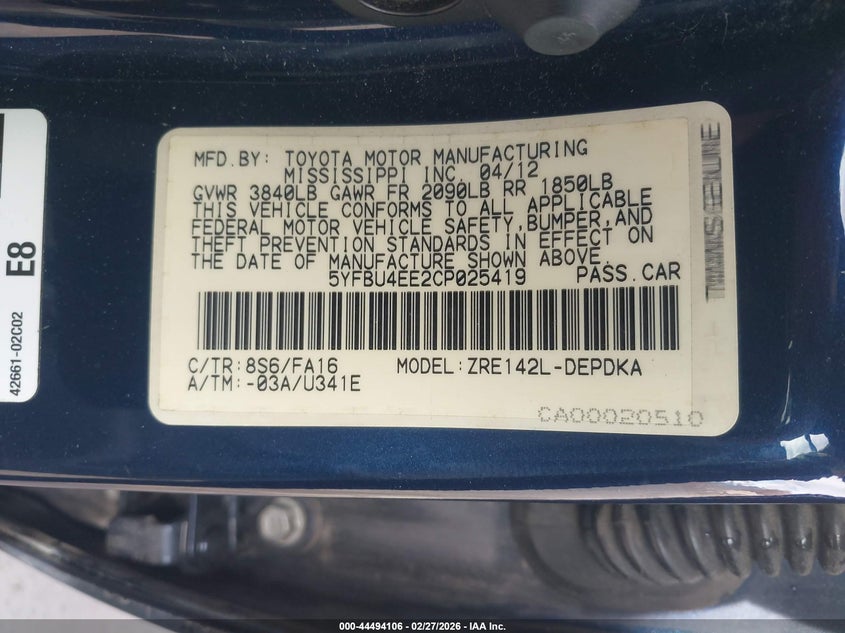 MFD.BY: TOYOTA MOTOR MANUFACTURING
MISSISSIPPI INC. 04/12
GVWR 3840LB GAWR FR 2090LB RR 1850LB
THIS VEHICLE CONFORMS TO ALL APPLICABLE
FEDERAL MOTOR VEHICLE SAFETY,BUMPER,AND
THEFT PREVENTION STANDARDS IN EFFECT ON
THE DATE OF MANUFACTURE SHOWN ABOVE.
5YFBU4EE2CP025419 PASS.CAR
C/TR:8S6/FA16 MODEL:ZRE142L-DEPDKA
A/TM:-03A/U341E
CA00020510
E8
42661-02C02
000-44494106 - 02/27/2026 - IAA Inc.